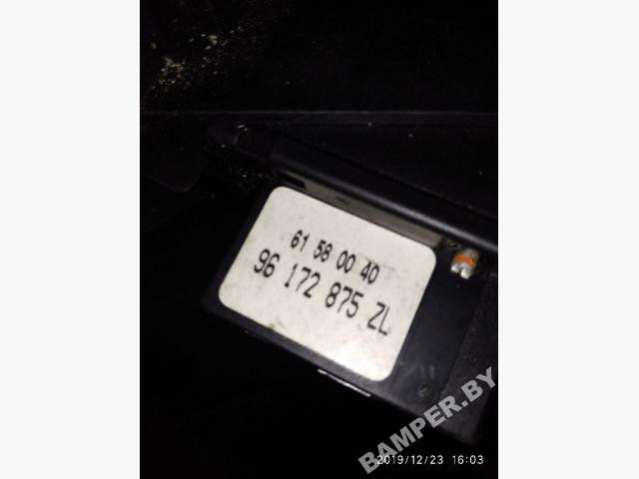 61 58 00 40
96 172 875 ZL
BAMPER.BY
2019/12/23 16:03